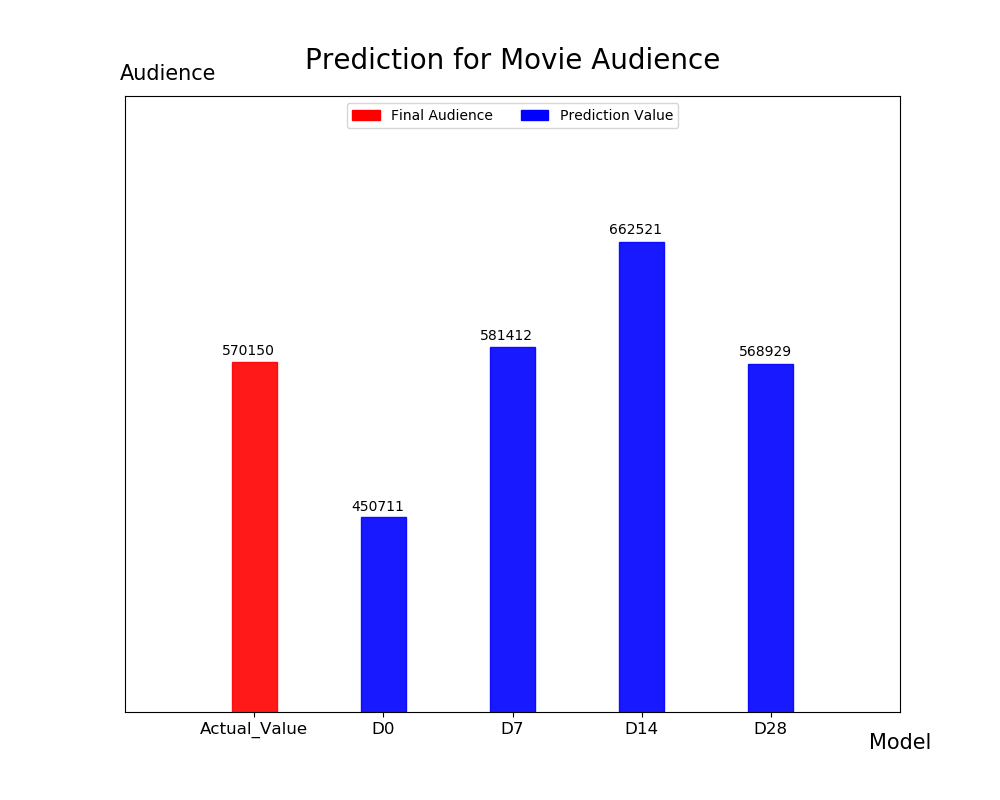 Prediction for Movie Audience
Audience
Final Audience Prediction Value
662521
581412
570150
568929
450711
Actual_Value D0 D7 D14 D28
Model